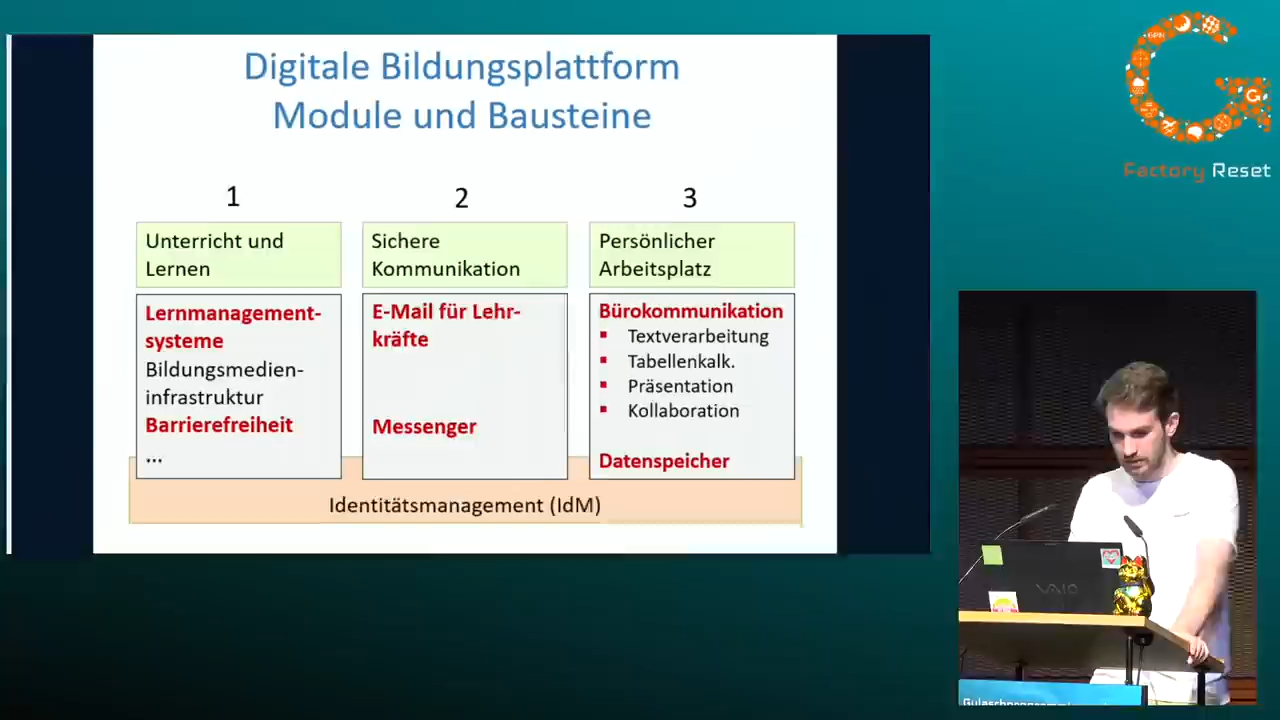 Digitale Bildungsplattform
Module und Bausteine
1
Unterricht und
Lernen
Lernmanagement-
systeme
Bildungsmedien-
infrastruktur
Barrierefreiheit
...
2
Sichere
Kommunikation
E-Mail für Lehr-
kräfte
Messenger
3
Persönlicher
Arbeitsplatz
Bürokommunikation
▪ Textverarbeitung
▪ Tabellenkalk.
▪ Präsentation
▪ Kollaboration
Datenspeicher
Identitätsmanagement (IdM)
Factory Reset
VAIO